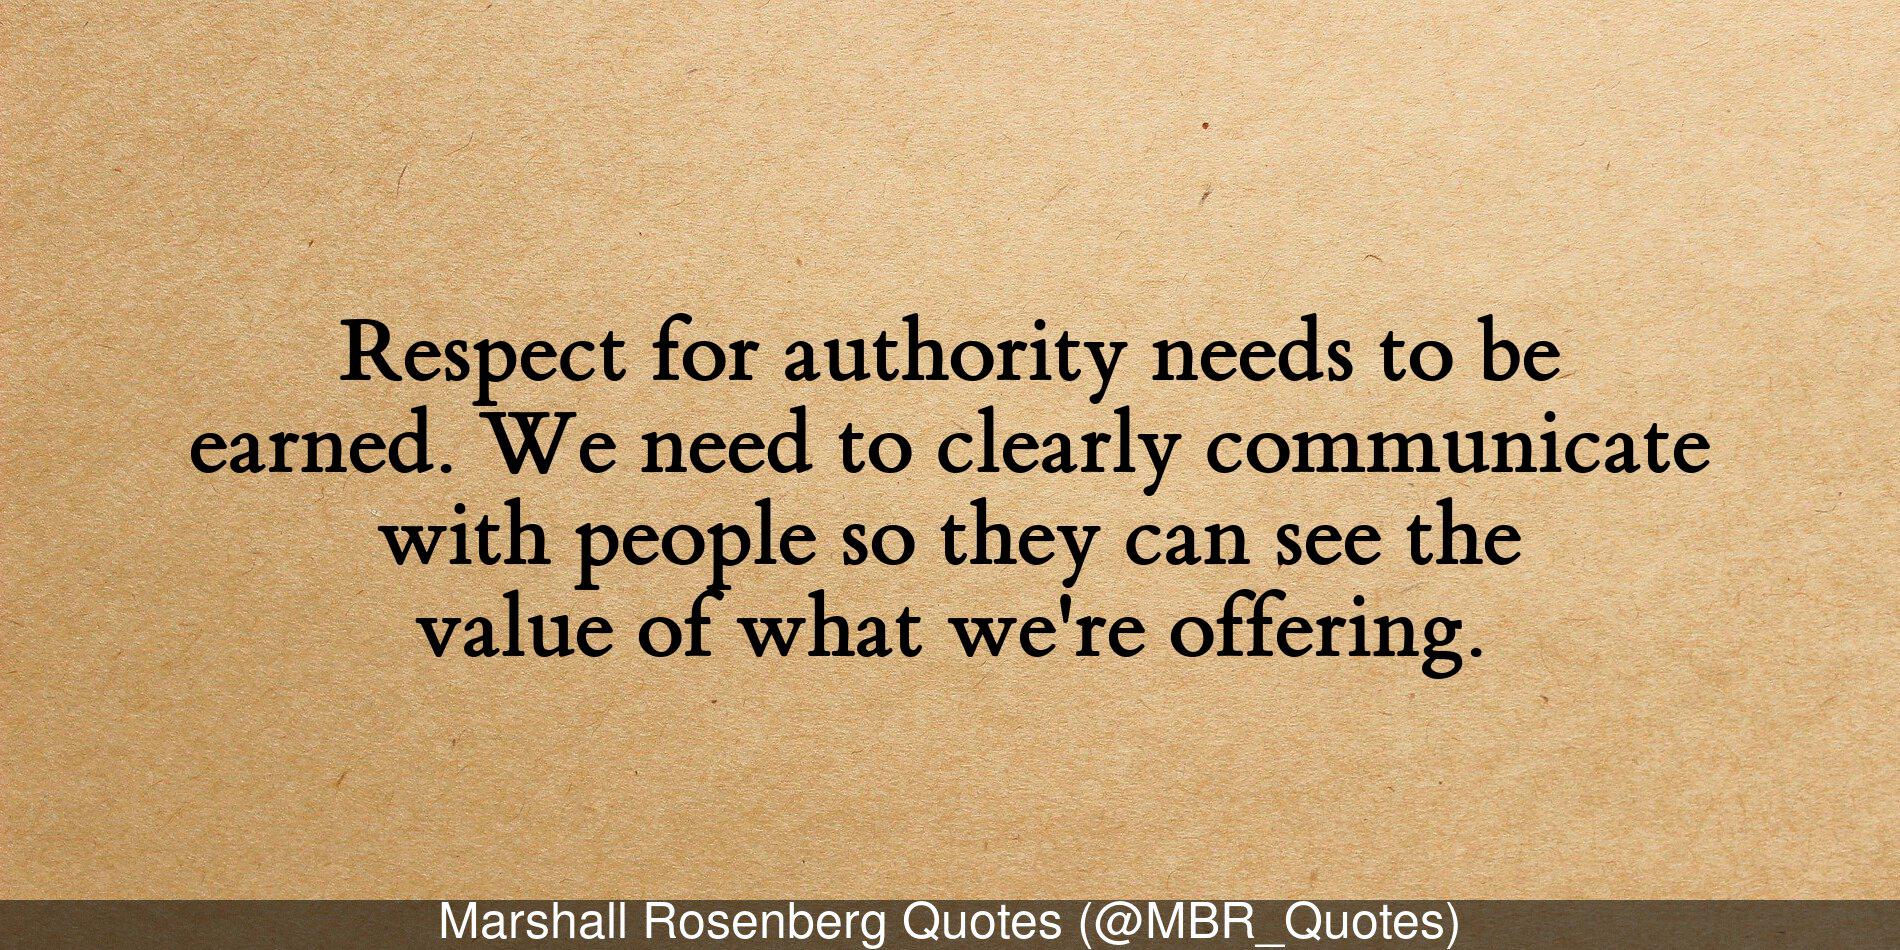 Respect for authority needs to be
earned. We need to clearly communicate
with people so they can see the
value of what we're offering.
Marshall Rosenberg Quotes (@MBR_Quotes)